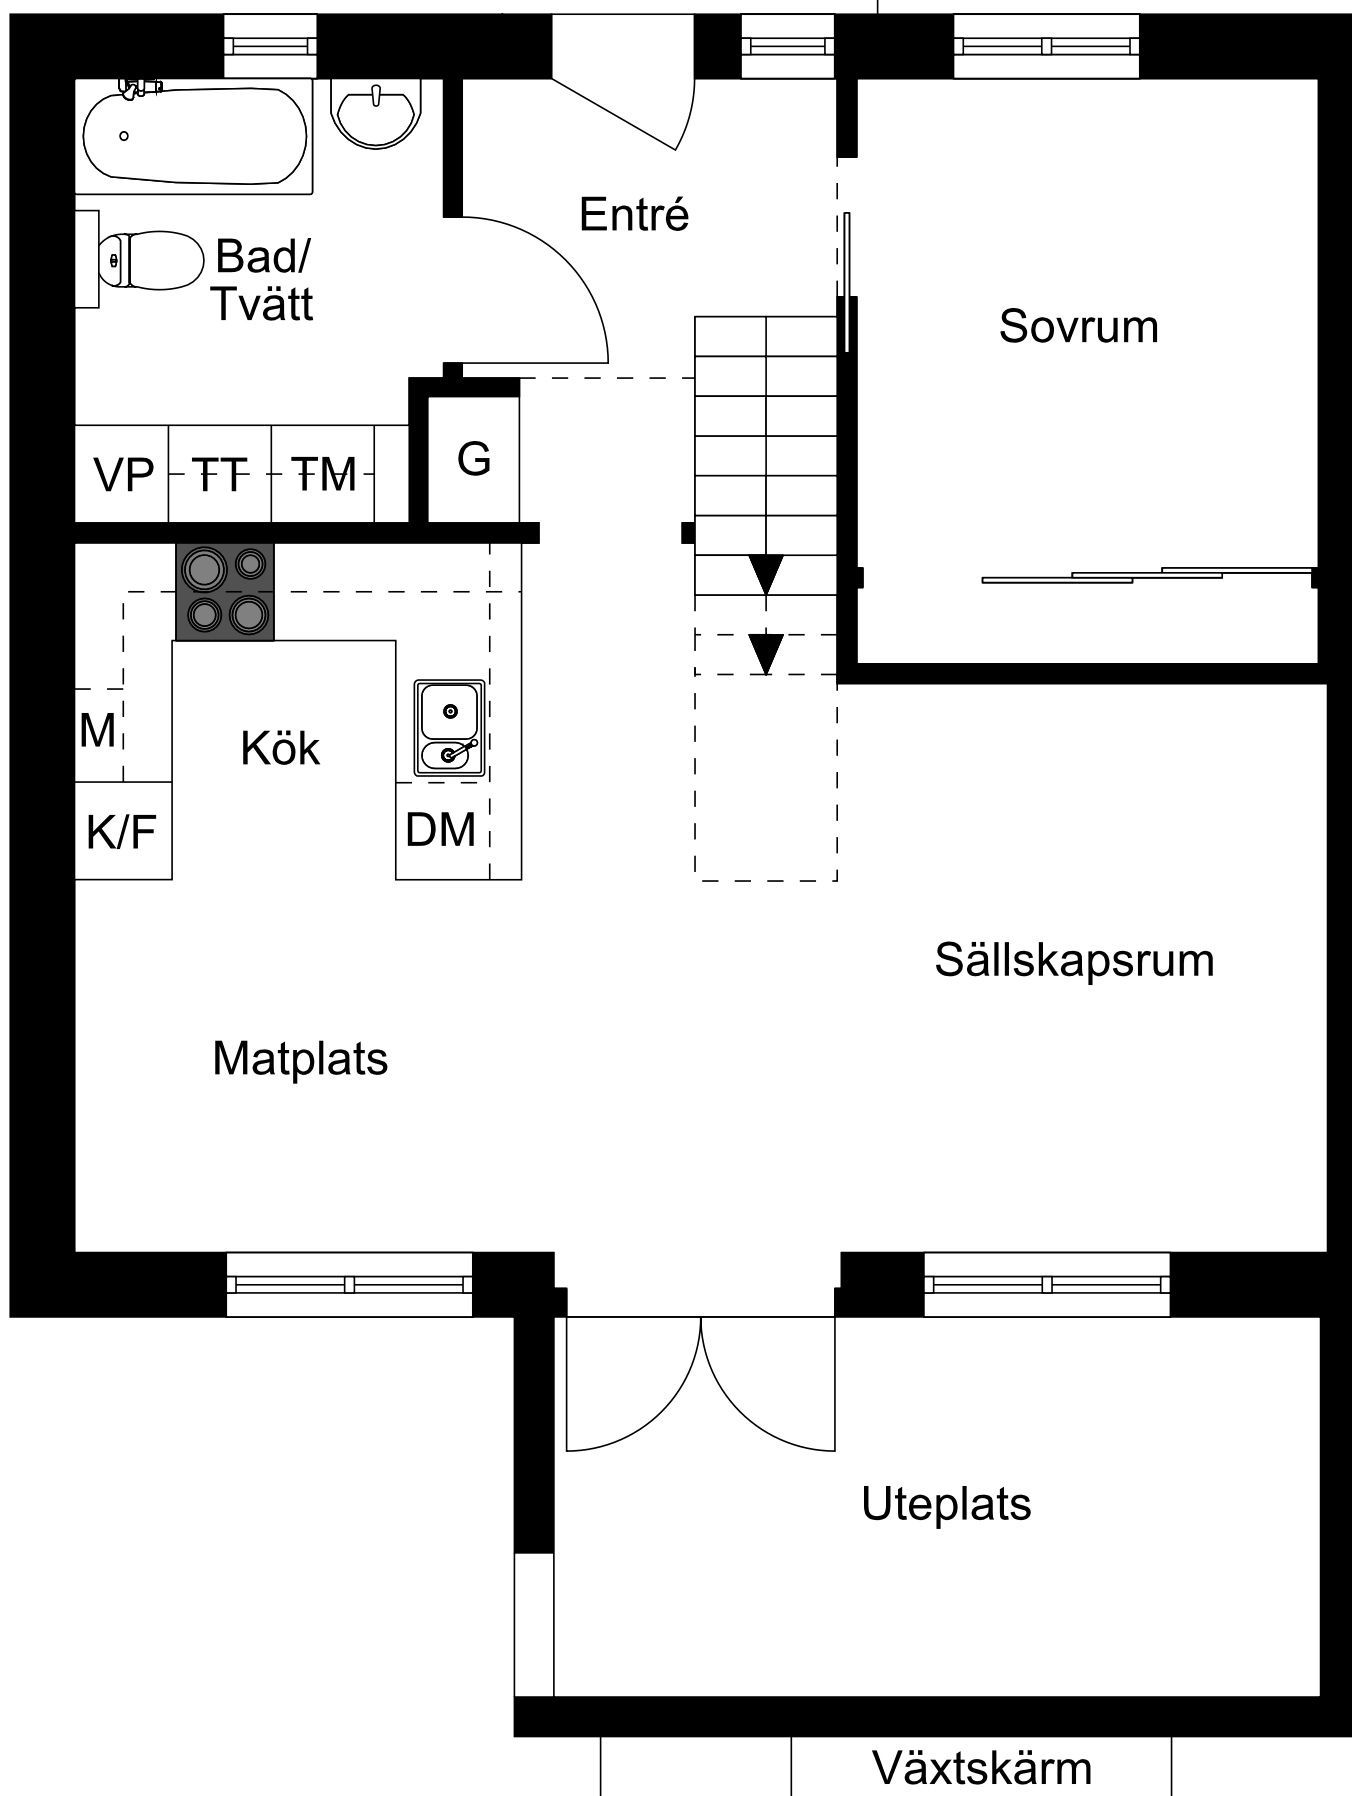 Entré
Bad/
Tvätt
Sovrum
VP
TT
TM
G
M
Kök
K/F
DM
Sällskapsrum
Matplats
Uteplats
Växtskärm